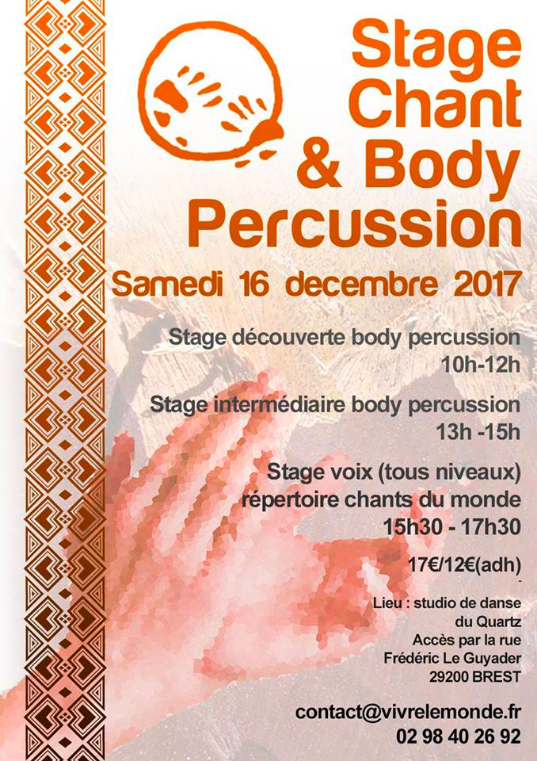 Stage
Chant
& Body
Percussion
Samedi 16 decembre 2017
Stage découverte body percussion
10h-12h
Stage intermédiaire body percussion
13h -15h
Stage voix (tous niveaux)
répertoire chants du monde
15h30 - 17h30
17€/12€(adh)
Lieu : studio de danse
du Quartz
Accès par la rue
Frédéric Le Guyader
29200 BREST
contact@vivrelemonde.fr
02 98 40 26 92